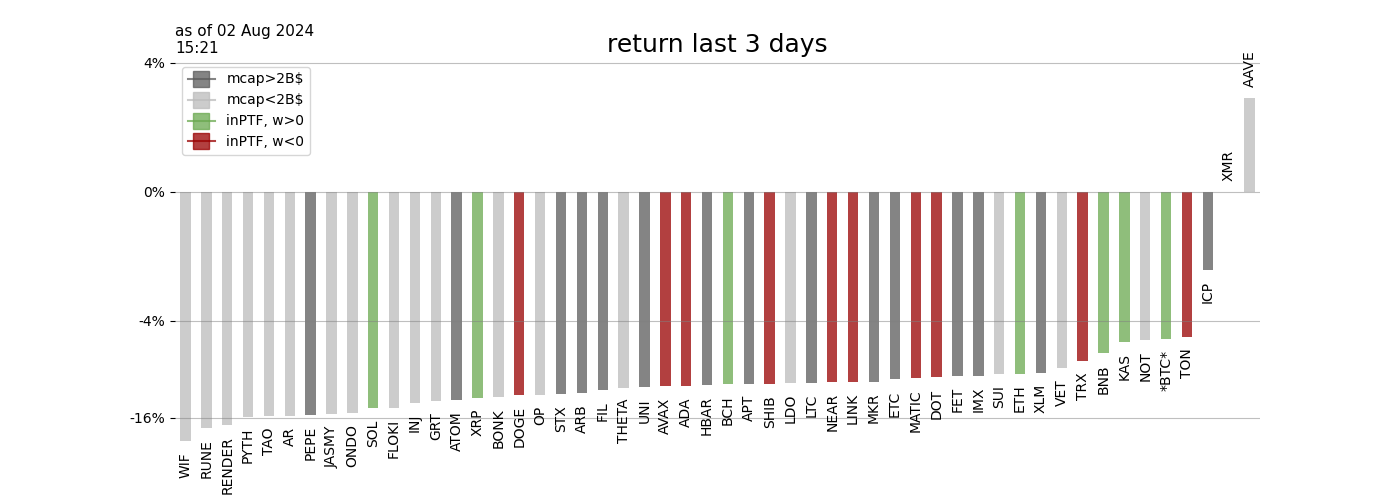 as of 02 Aug 2024
15:21
return last 3 days
4%
0%
-4%
-16%
mcap>2B$
mcap<2B$
inPTF, w>0
inPTF, w<0
WIF
RUNE
RENDER
PYTH
TAO
AR
PEPE
JASMY
ONDO
SOL
FLOKI
INJ
GRT
ATOM
XRP
BONK
DOGE
OP
STX
ARB
FIL
THETA
UNI
AVAX
ADA
HBAR
BCH
APT
SHIB
LDO
LTC
NEAR
LINK
MKR
ETC
MATIC
DOT
FET
IMX
SUI
ETH
XLM
VET
TRX
BNB
KAS
NOT
*BTC*
TON
ICP
XMR
AAVE